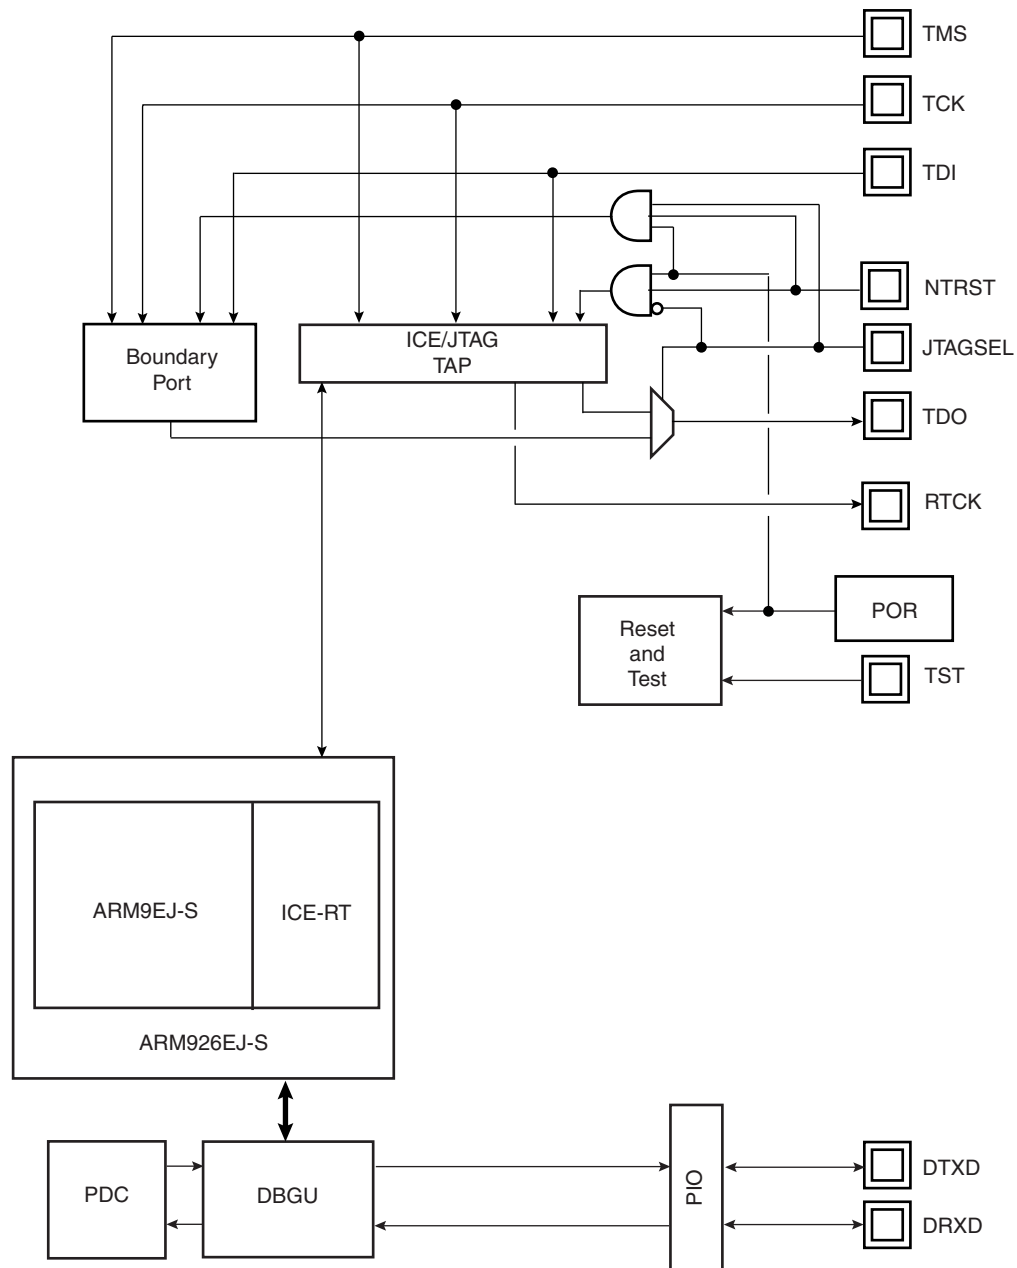 TMS
TCK
TDI
NTRST
JTAGSEL
Boundary
Port
ICE/JTAG
TAP
TDO
RTCK
POR
Reset
and
Test
TST
ARM9EJ-S
ICE-RT
ARM926EJ-S
PDC
DBGU
PIO
DTXD
DRXD